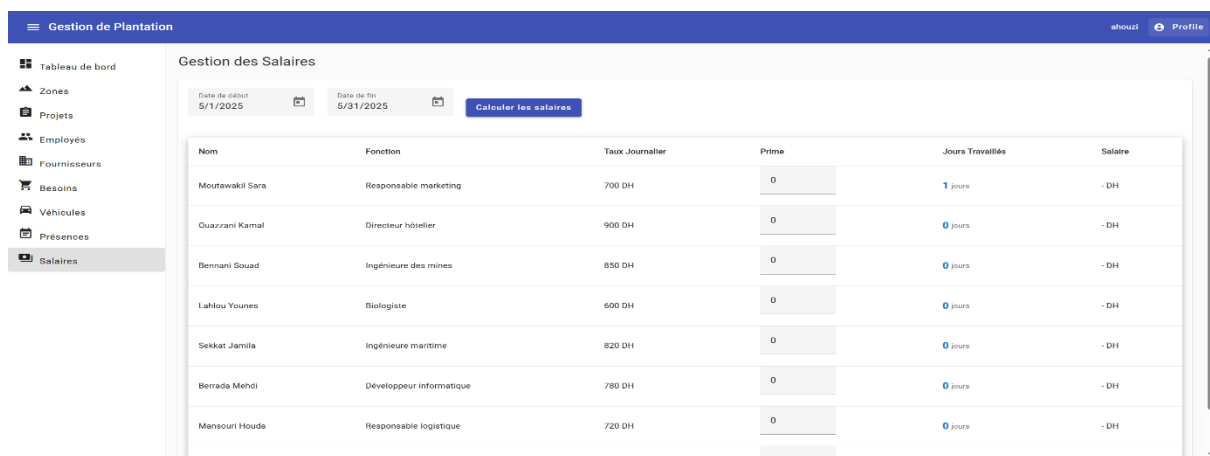 Gestion de Plantation
ahouzi Profile
Tableau de bord
Zones
Projets
Employés
Fournisseurs
Besoins
Véhicules
Présences
Salaires
Gestion des Salaires
Date de début
5/1/2025
Date de fin
5/31/2025
Calculer les salaires
Nom Fonction Taux Journalier Prime Jours Travaillés Salaire
Moutawakil Sara Responsable marketing 700 DH 0 1 jours - DH
Ouazzani Kamal Directeur hôtelier 900 DH 0 0 jours - DH
Bennani Souad Ingénieure des mines 850 DH 0 0 jours - DH
Lahlou Younes Biologiste 600 DH 0 0 jours - DH
Sekkat Jamila Ingénieure maritime 820 DH 0 0 jours - DH
Berrada Mehdi Développeur informatique 780 DH 0 0 jours - DH
Mansouri Houda Responsable logistique 720 DH 0 0 jours - DH